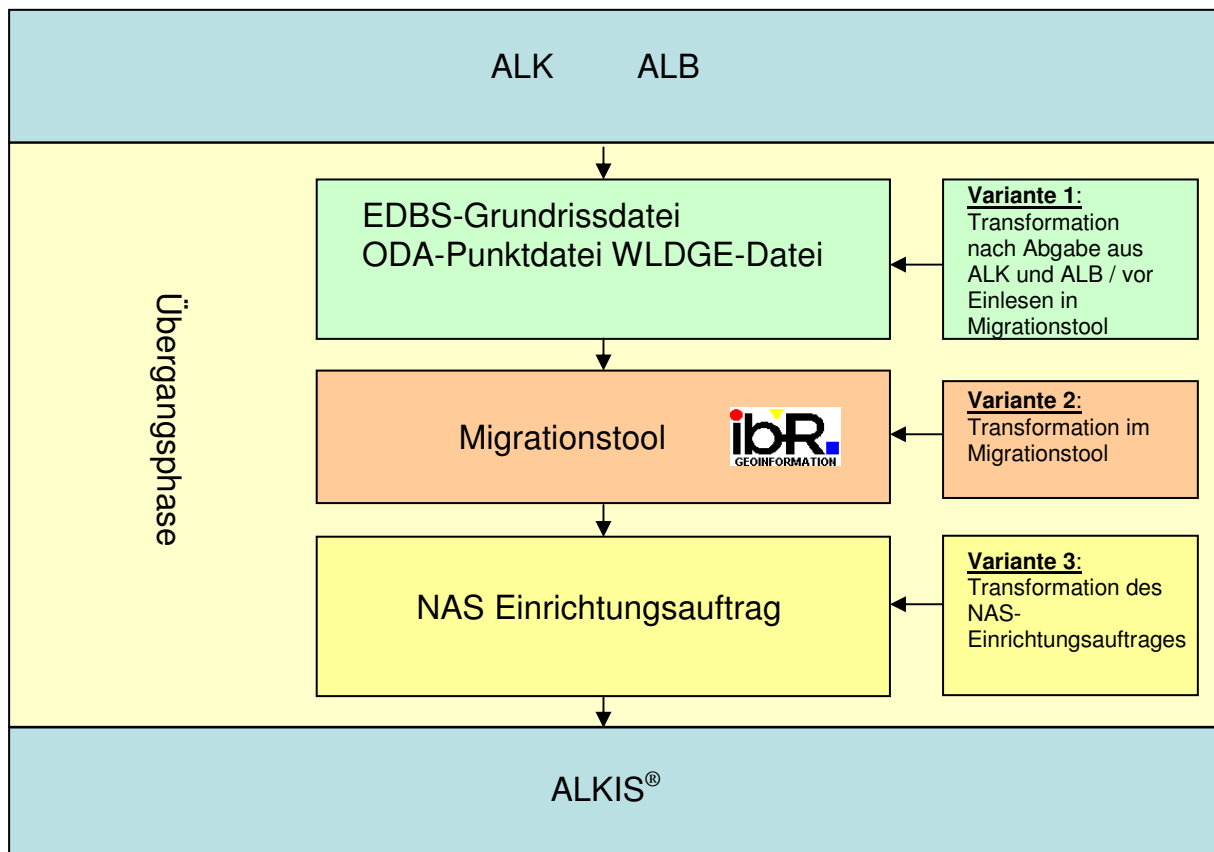 ALK ALB
EDBS-Grundrissdatei
ODA-Punktdatei WLDGE-Datei
Variante 1:
Transformation
nach Abgabe aus
ALK und ALB / vor
Einlesen in
Migrationstool
Übergangsphase
Migrationstool
ibR.
GEOINFORMATION
Variante 2:
Transformation im
Migrationstool
NAS Einrichtungsauftrag
Variante 3:
Transformation des
NAS-
Einrichtungsauftrages
ALKIS®